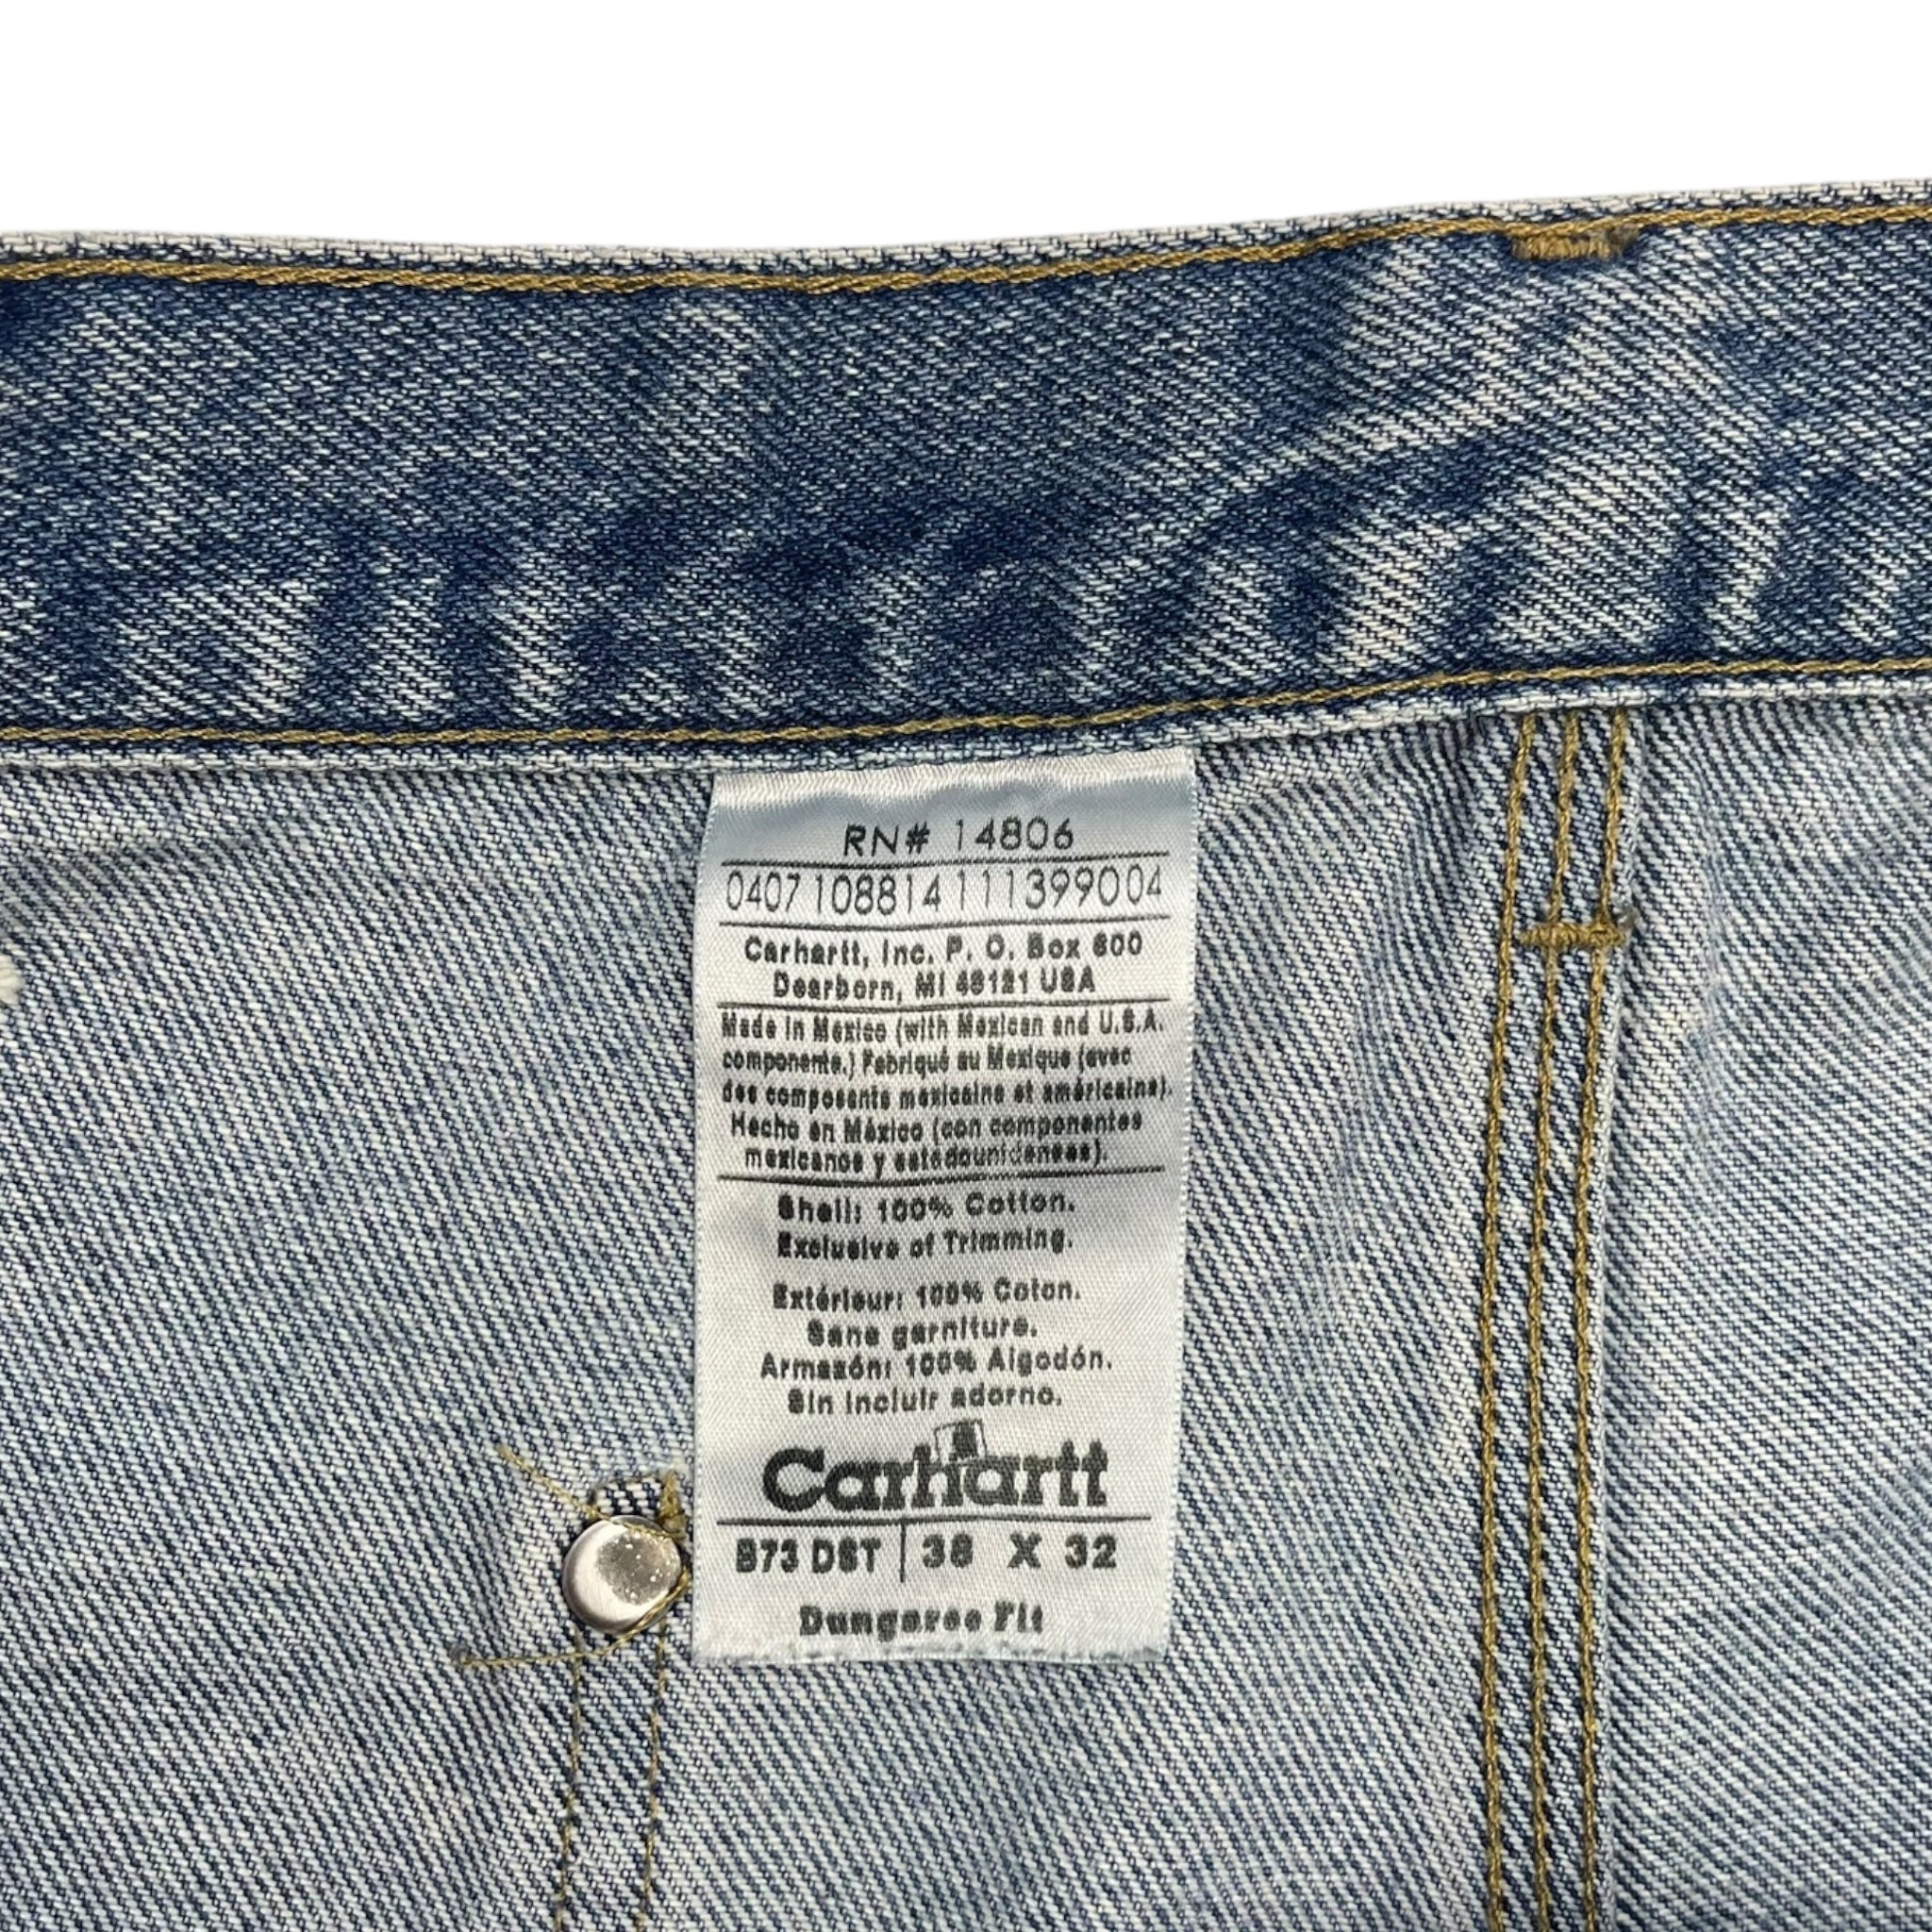 RN# 14806
0407108814111399004
Carhartt, Inc. P. O. Box 600
Dearborn, MI 48121 USA
Made in Mexico (with Mexican and U.S.A.
components.) Fabriqué au Mexique (avec
des composants mexicains et américains).
Hecho en México (con componentes
mexicanos y estadounidenses).
Shell: 100% Cotton.
Exclusive of Trimming.
Extérieur: 100% Coton.
Sans garniture.
Armazón: 100% Algodón.
Sin incluir adorno.
Carhartt
B73 DST | 38 X 32
Dungaree Fit